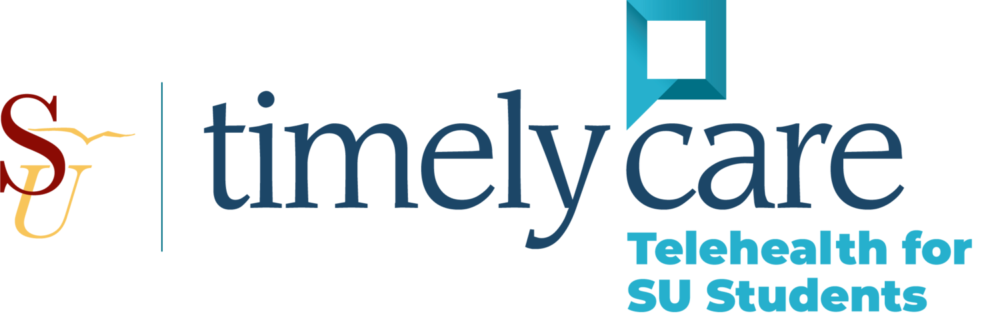 SU
timelycare
Telehealth for
SU Students